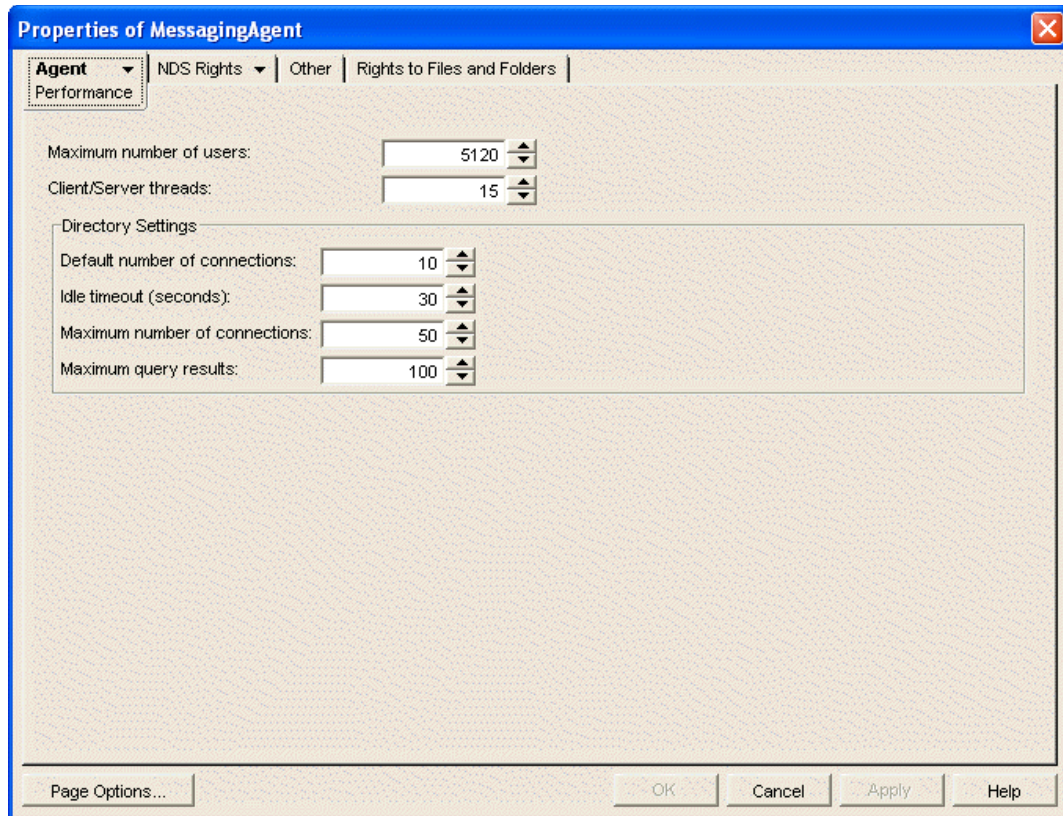 Properties of MessagingAgent
Agent NDS Rights Other Rights to Files and Folders
Performance
Maximum number of users: 5120
Client/Server threads: 15
Directory Settings
Default number of connections: 10
Idle timeout (seconds): 30
Maximum number of connections: 50
Maximum query results: 100
Page Options... OK Cancel Apply Help